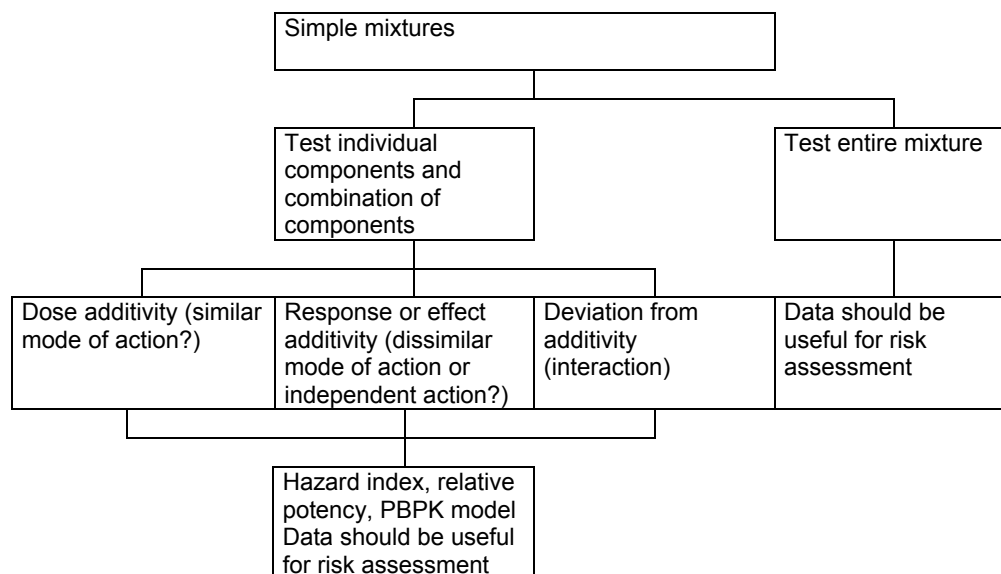 Simple mixtures
Test individual
components and
combination of
components
Test entire mixture
Dose additivity (similar
mode of action?)
Response or effect
additivity (dissimilar
mode of action or
independent action?)
Deviation from
additivity
(interaction)
Data should be
useful for risk
assessment
Hazard index, relative
potency, PBPK model
Data should be useful
for risk assessment